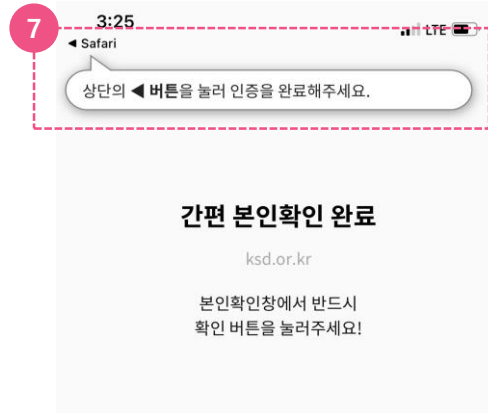 7
3:25
LTE
◀ Safari
상단의 ◀ 버튼을 눌러 인증을 완료해주세요.
간편 본인확인 완료
ksd.or.kr
본인확인창에서 반드시
확인 버튼을 눌러주세요!